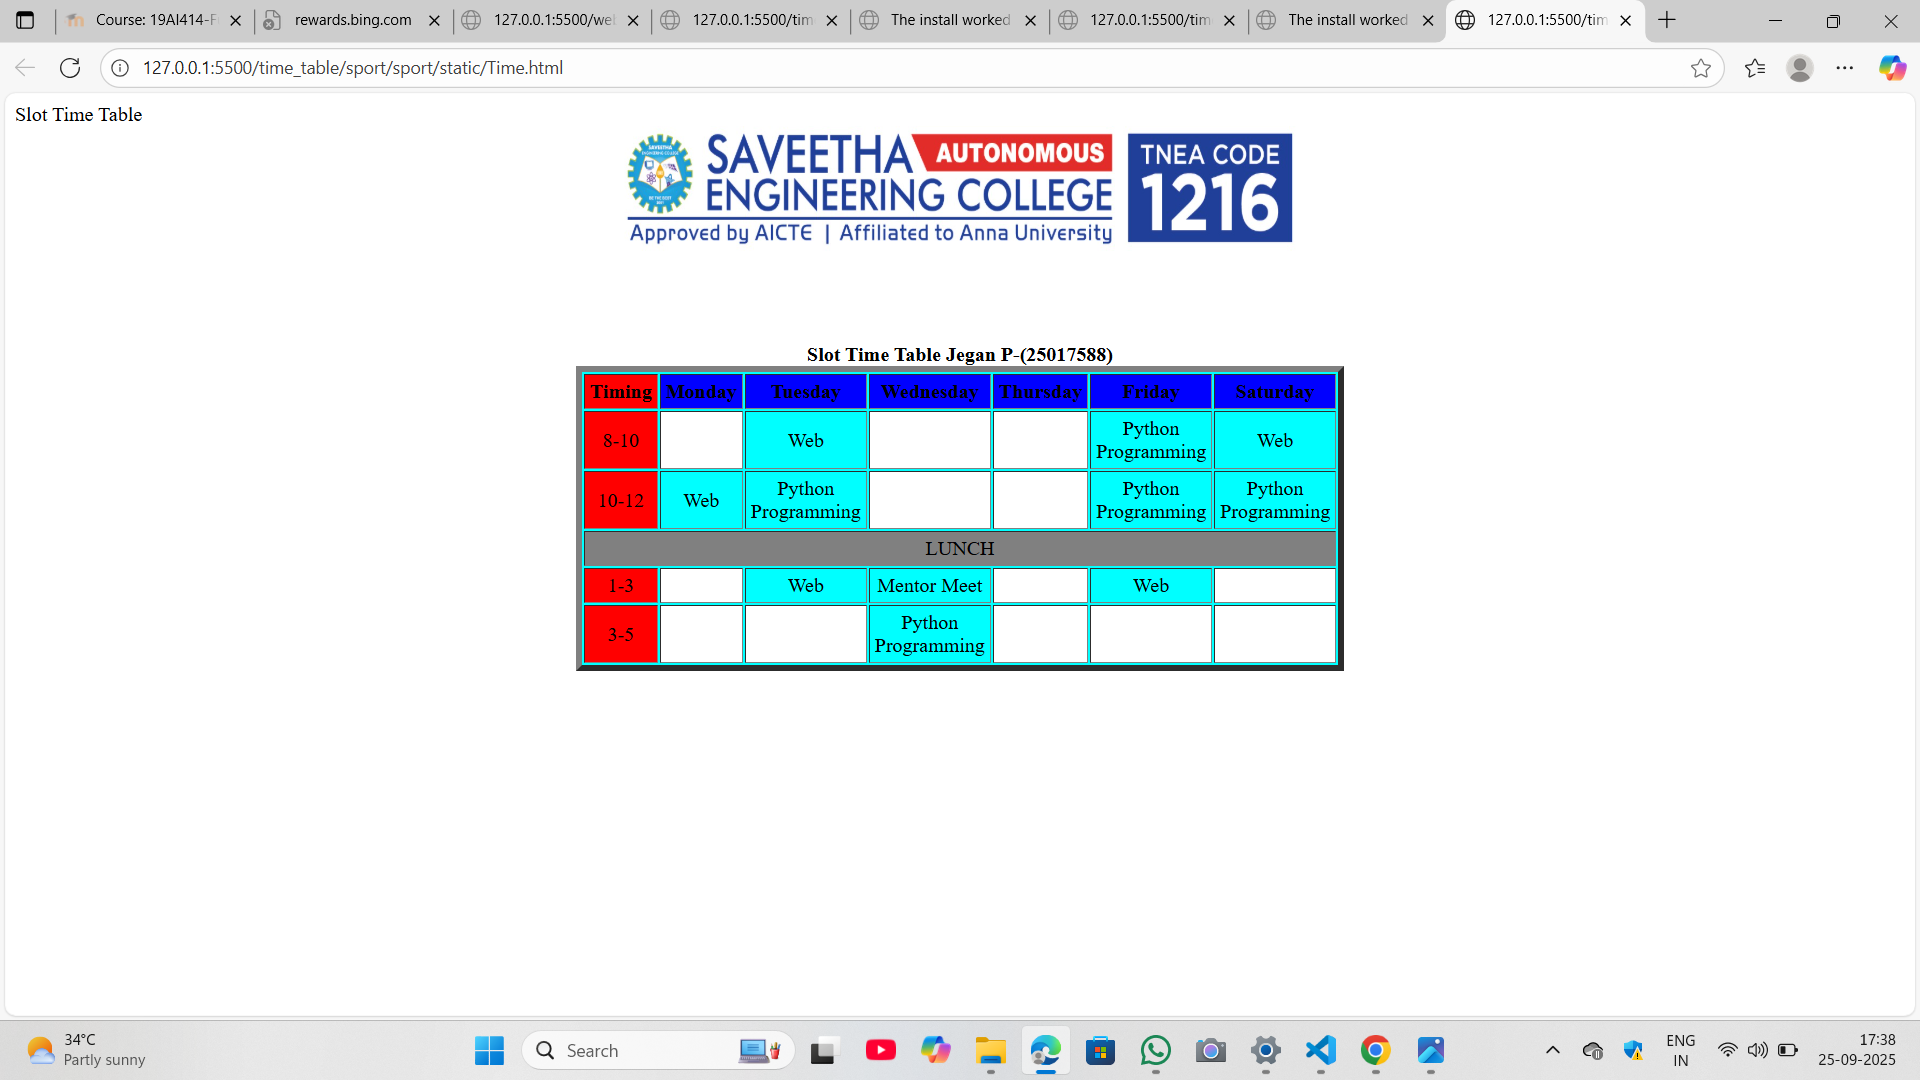 Course: 19AI414-F
rewards.bing.com
127.0.0.1:5500/we
127.0.0.1:5500/tim
The install worked
127.0.0.1:5500/tim
The install worked
127.0.0.1:5500/tim
127.0.0.1:5500/time_table/sport/sport/static/Time.html
Slot Time Table
SAVEETHA AUTONOMOUS
ENGINEERING COLLEGE
Approved by AICTE | Affiliated to Anna University
TNEA CODE
1216
Slot Time Table Jegan P-(25017588)
Timing Monday Tuesday Wednesday Thursday Friday Saturday
8-10 Web Python Programming Web
10-12 Web Python Programming Python Programming Python Programming
LUNCH
1-3 Web Mentor Meet Web
3-5 Python Programming
34°C
Partly sunny
Search
ENG
IN
17:38
25-09-2025